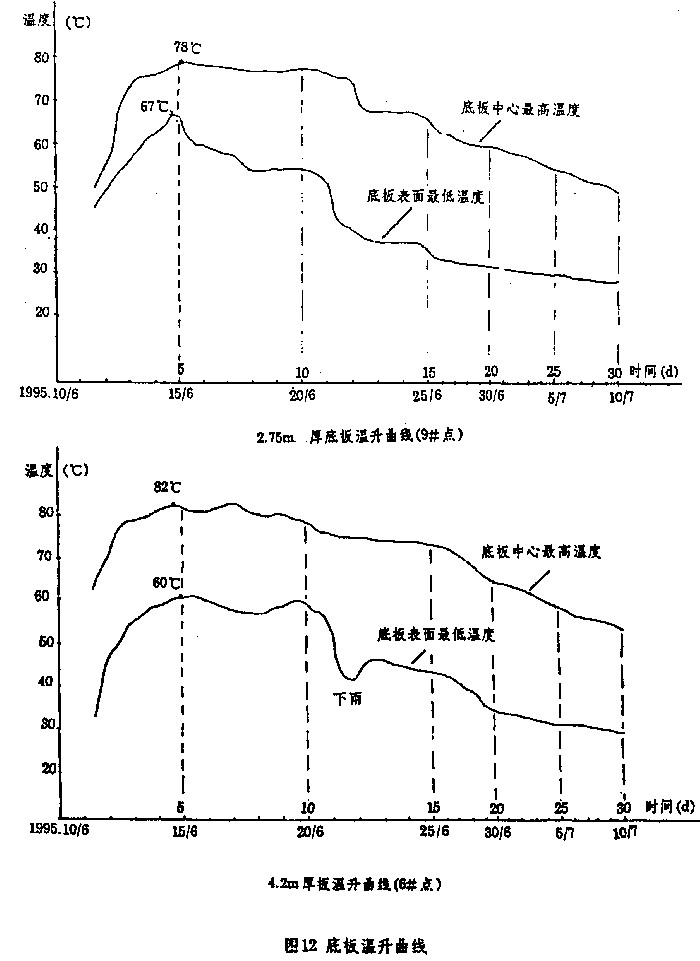 温度 (℃)
78℃
80
70
67℃
底板中心最高温度
60
50
底板表面最低温度
40
30
20
5 10 15 20 25 30 时间(d)
1995.10/6 15/6 20/6 25/6 30/6 5/7 10/7
2.75m 厚底板温升曲线(9#点)
温度 (℃)
82℃
80
70
底板中心最高温度
60℃
60
50
底板表面最低温度
40
下雨
30
20
5 10 15 20 25 30 时间(d)
1995.10/6 15/6 20/6 25/6 30/6 5/7 10/7
4.2m厚板温升曲线(6#点)
图12 底板温升曲线